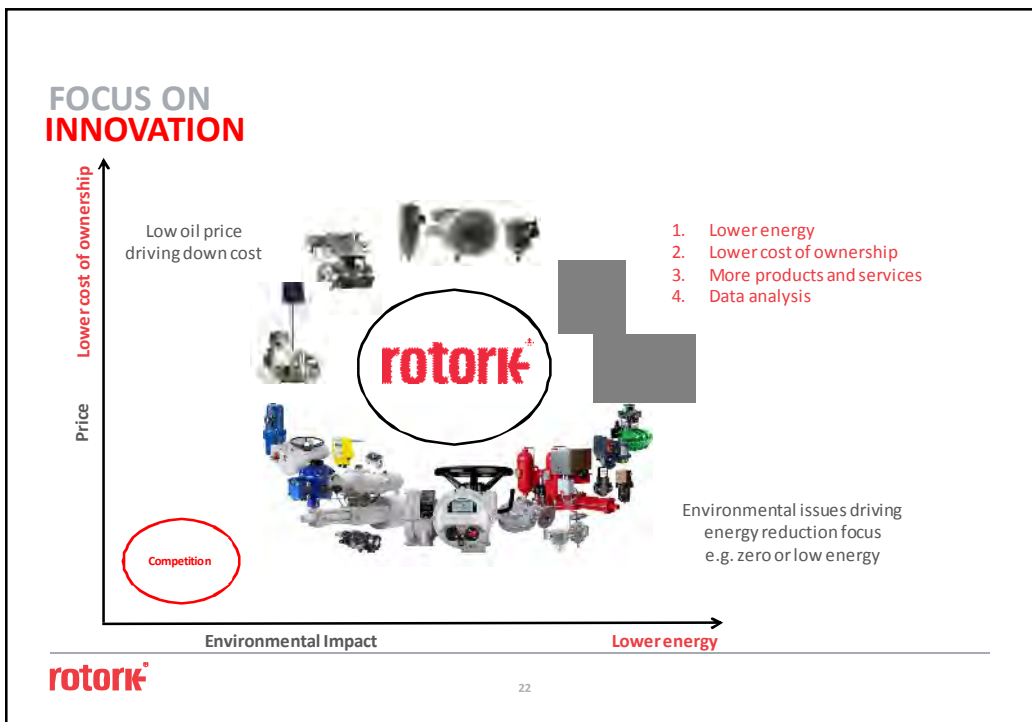 FOCUS ON
INNOVATION
Lower cost of ownership
Price
Low oil price
driving down cost
1. Lower energy
2. Lower cost of ownership
3. More products and services
4. Data analysis
rotork
Competition
Environmental issues driving
energy reduction focus
e.g. zero or low energy
Environmental Impact
Lower energy
rotork®
22